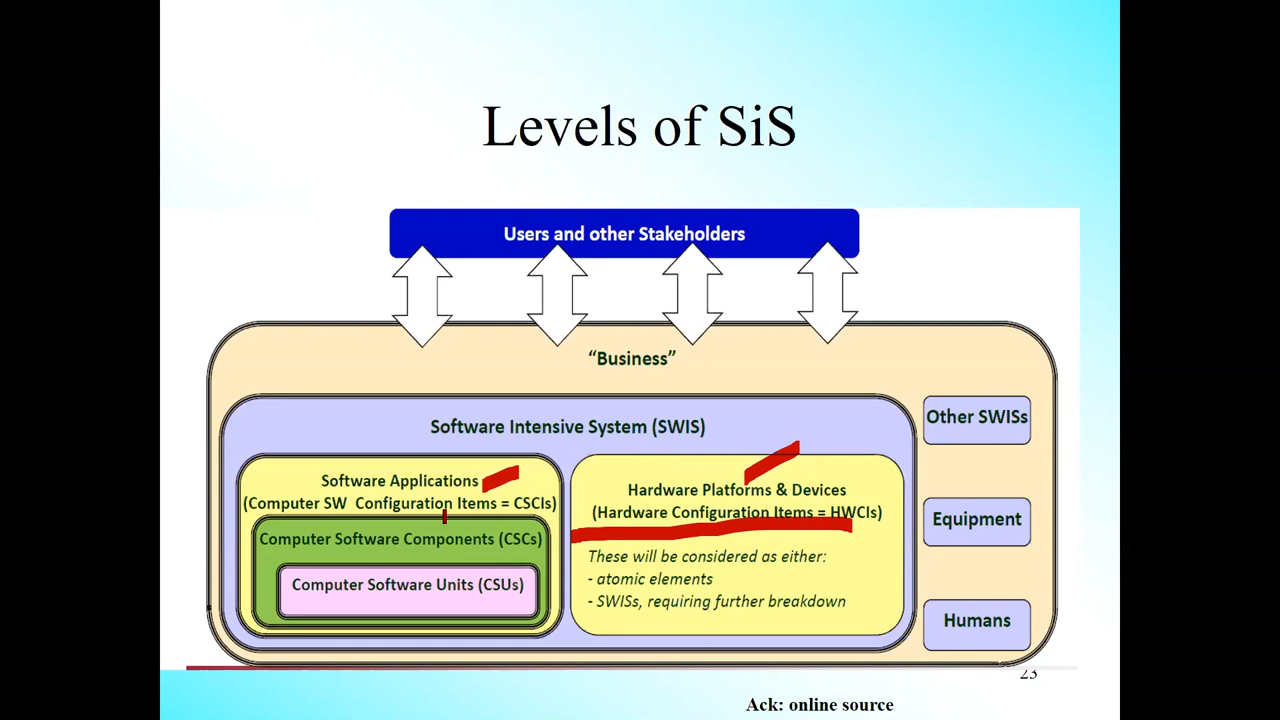 Levels of SiS
Users and other Stakeholders
“Business”
Software Intensive System (SWIS)
Software Applications
(Computer SW Configuration Items = CSCIs)
Computer Software Components (CSCs)
Computer Software Units (CSUs)
Hardware Platforms & Devices
(Hardware Configuration Items = HWCIs)
These will be considered as either:
- atomic elements
- SWISs, requiring further breakdown
Other SWISs
Equipment
Humans
23
Ack: online source